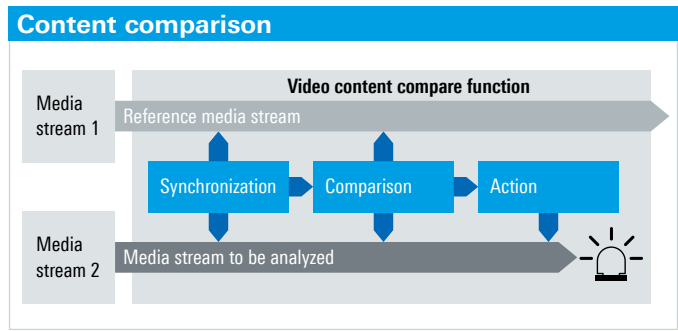 Content comparison
Video content compare function
Media
stream 1
Reference media stream
Synchronization
Comparison
Action
Media
stream 2
Media stream to be analyzed